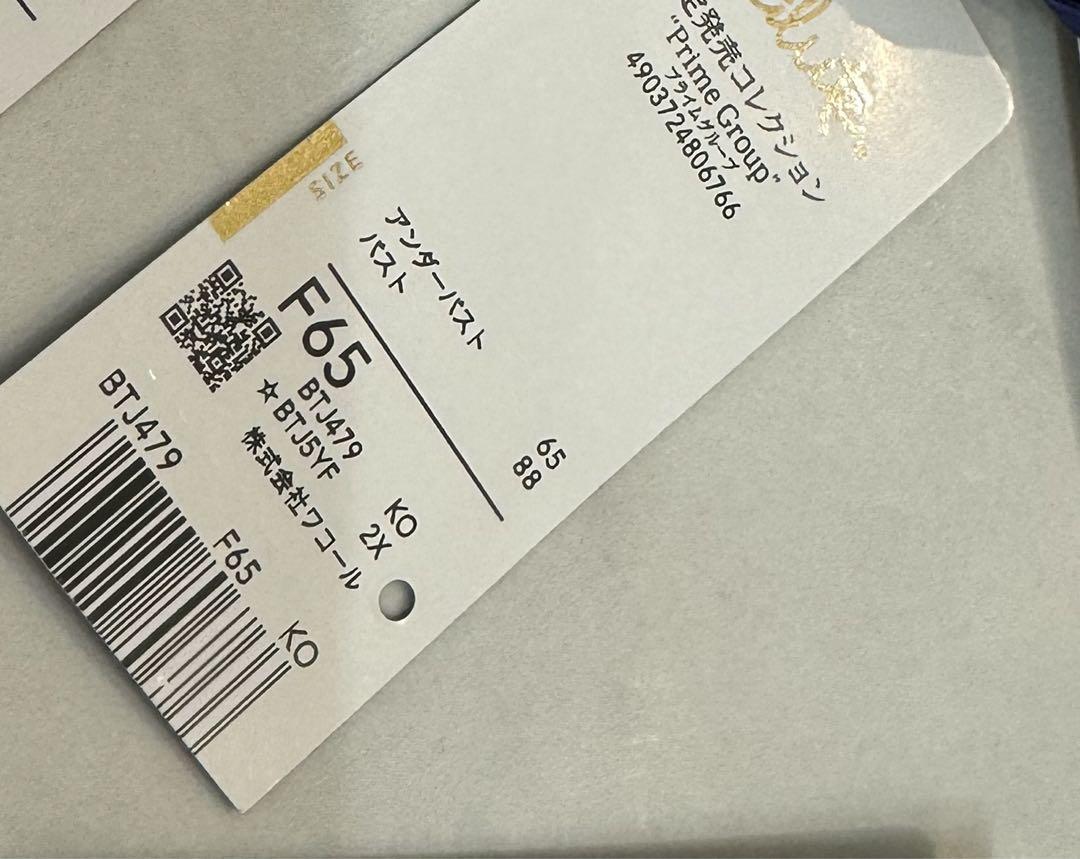 定発売コレクション
"Prime Group"
プライムグループ
4903724806766
アンダーバスト 65
バスト 88
SIZE
F65
BTJ479 KO
☆BTJ5YF 2X
株式会社ワコール
BTJ479 F65 KO